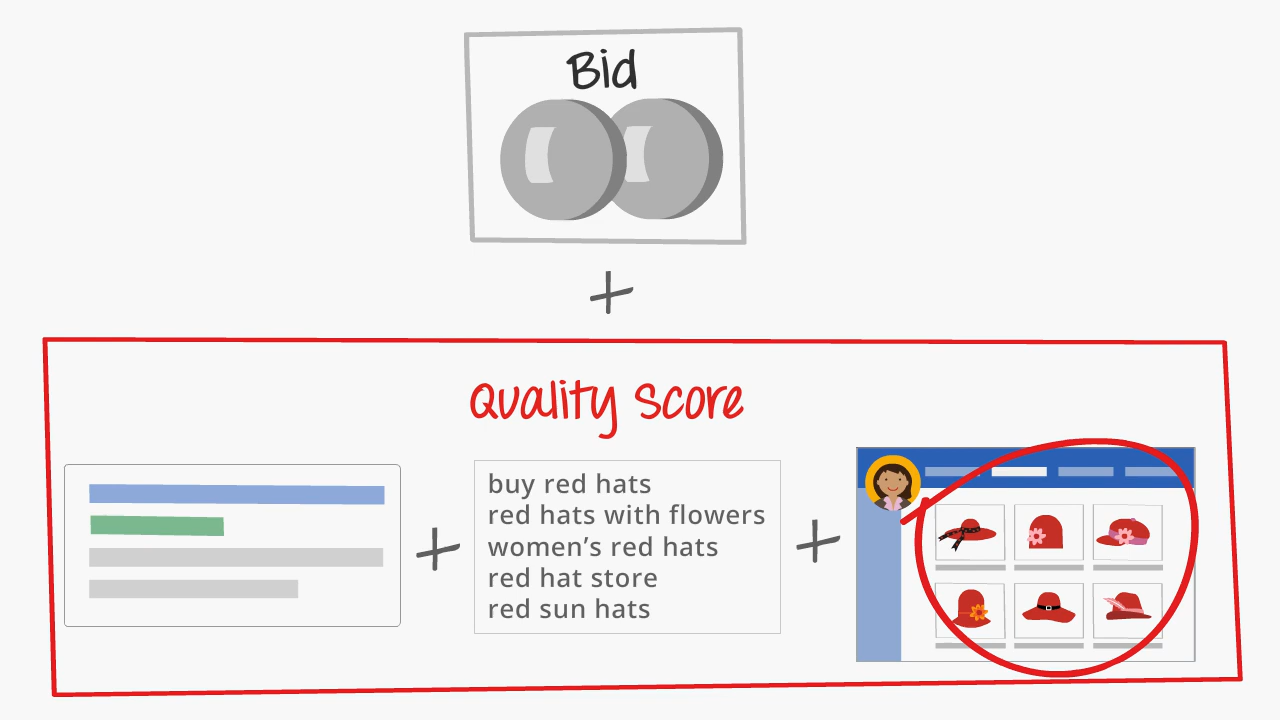 Bid
+
Quality Score
buy red hats
red hats with flowers
women’s red hats
red hat store
red sun hats
+
+